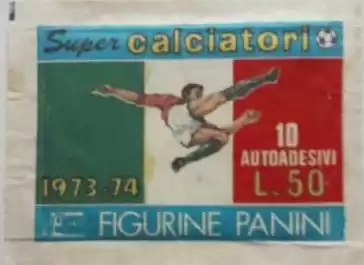 Super calciatori
10
AUTOADESIVI
1973-74
L.50
FIGURINE PANINI